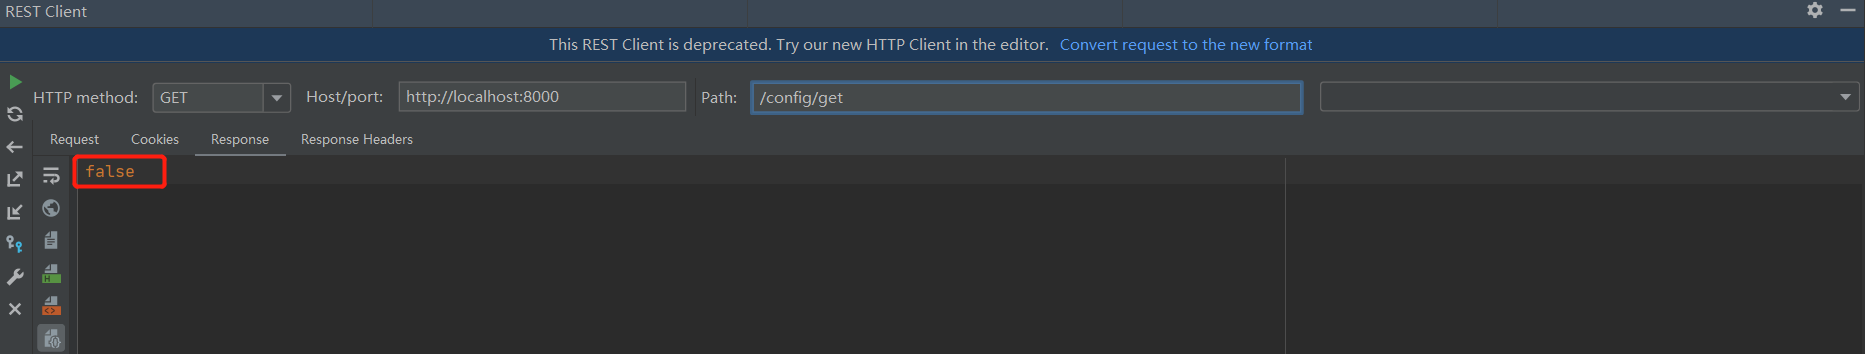 REST Client
This REST Client is deprecated. Try our new HTTP Client in the editor. Convert request to the new format
HTTP method: GET Host/port: http://localhost:8000 Path: /config/get
Request Cookies Response Response Headers
false